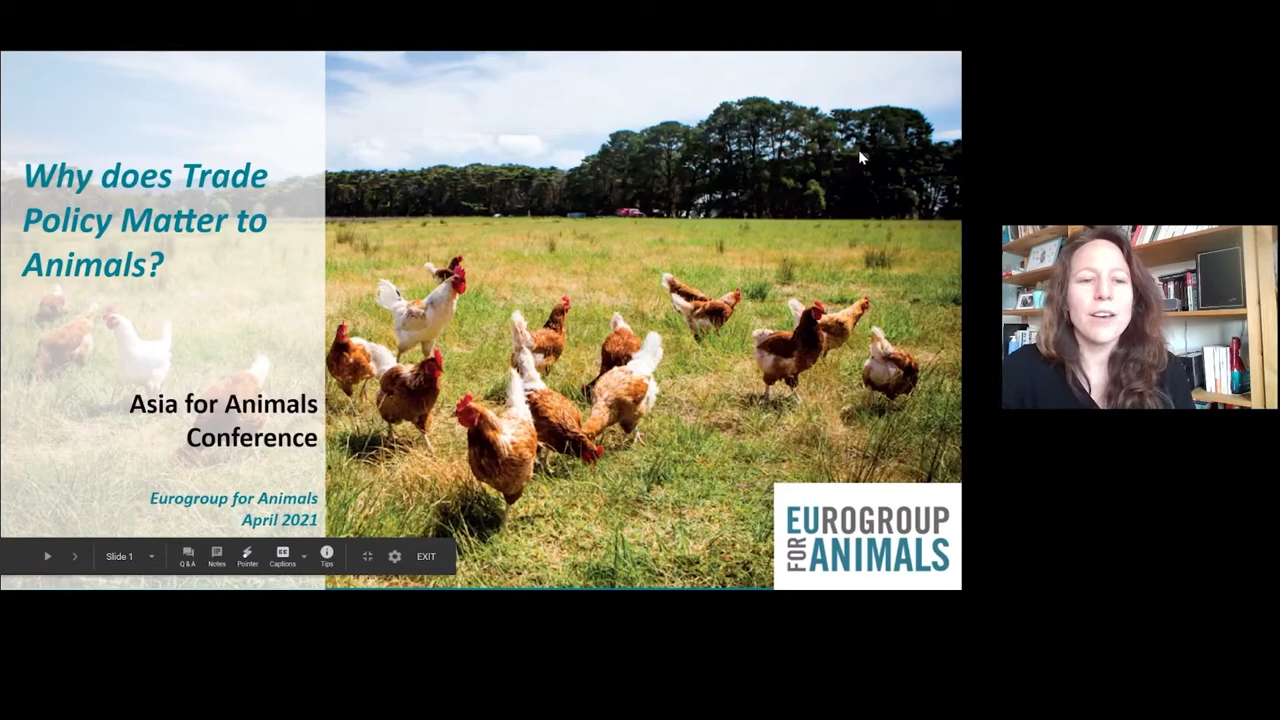 Why does Trade
Policy Matter to
Animals?
Asia for Animals
Conference
Eurogroup for Animals
April 2021
Slide 1
Q & A
Notes
Pointer
CC
Captions
Tips
EXIT
EUROGROUP
FOR ANIMALS